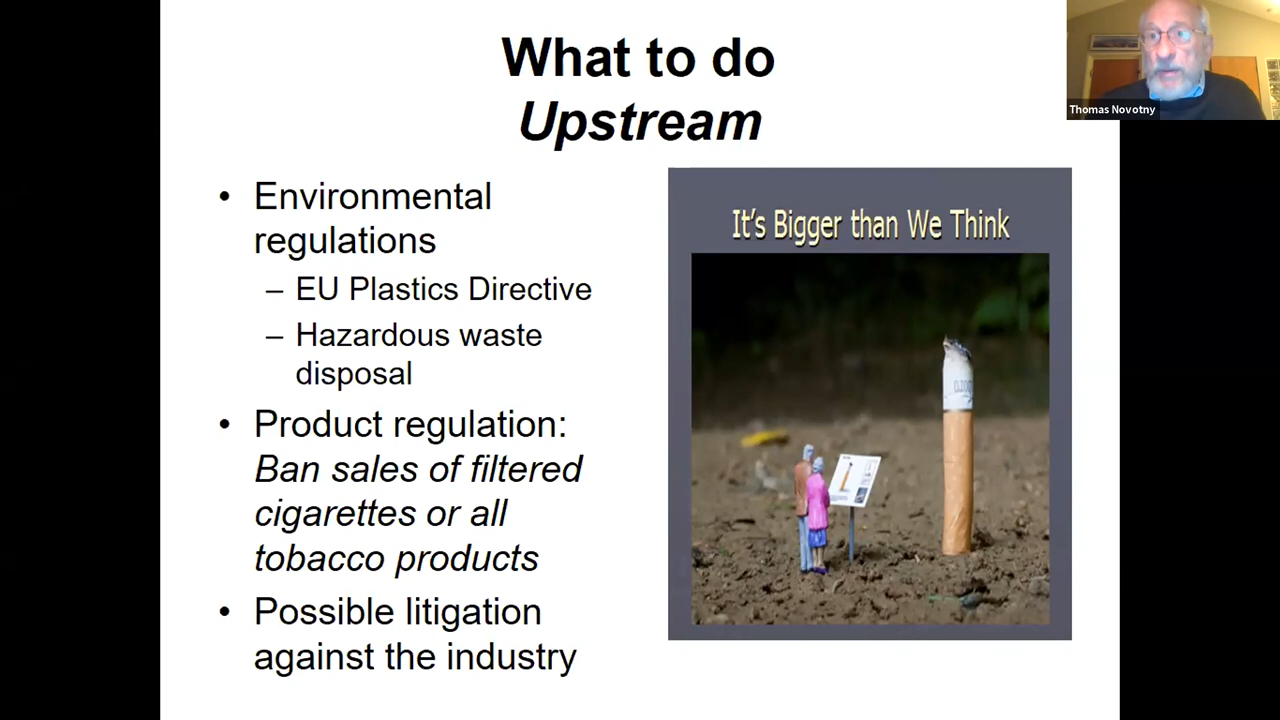 What to do
Upstream
Thomas Novotny
• Environmental
regulations
– EU Plastics Directive
– Hazardous waste
disposal
• Product regulation:
Ban sales of filtered
cigarettes or all
tobacco products
• Possible litigation
against the industry
It's Bigger than We Think